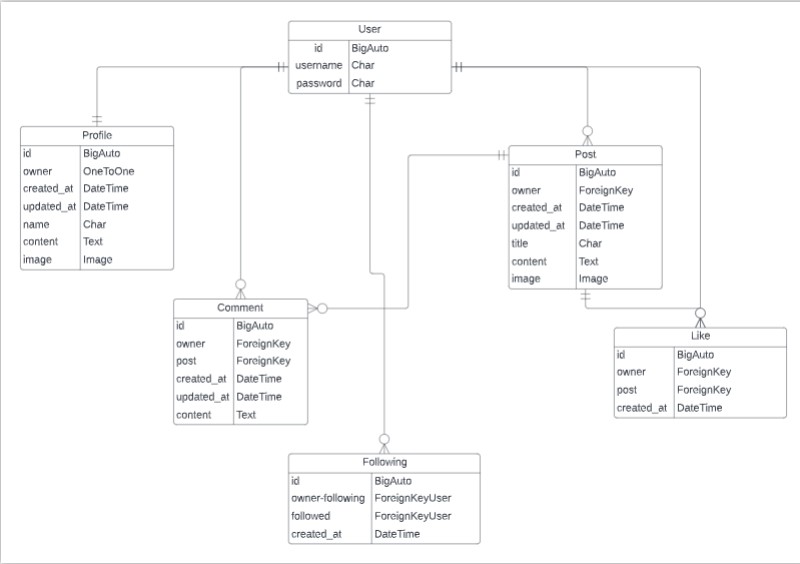 User
id BigAuto
username Char
password Char
Profile
id BigAuto
owner OneToOne
created_at DateTime
updated_at DateTime
name Char
content Text
image Image
Post
id BigAuto
owner ForeignKey
created_at DateTime
updated_at DateTime
title Char
content Text
image Image
Comment
id BigAuto
owner ForeignKey
post ForeignKey
created_at DateTime
updated_at DateTime
content Text
Like
id BigAuto
owner ForeignKey
post ForeignKey
created_at DateTime
Following
id BigAuto
owner-following ForeignKeyUser
followed ForeignKeyUser
created_at DateTime